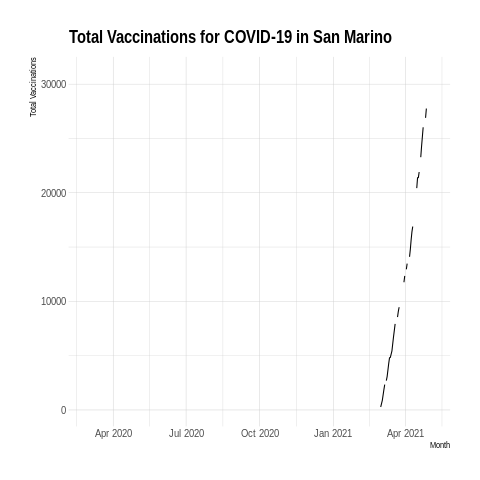 Total Vaccinations for COVID-19 in San Marino
Total Vaccinations
30000
20000
10000
0
Apr 2020 Jul 2020 Oct 2020 Jan 2021 Apr 2021
Month